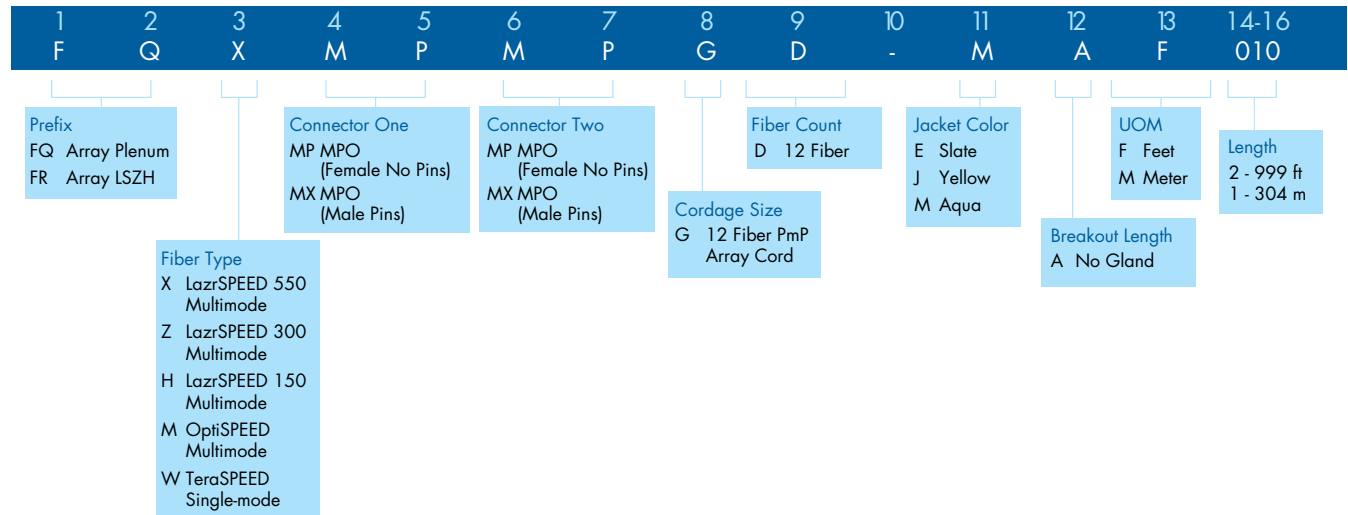 1 2 3 4 5 6 7 8 9 10 11 12 13 14-16
F Q X M P M P G D - M A F 010
Prefix
FQ Array Plenum
FR Array LSZH
Fiber Type
X LazrSPEED 550
Multimode
Z LazrSPEED 300
Multimode
H LazrSPEED 150
Multimode
M OptiSPEED
Multimode
W TeraSPEED
Single-mode
Connector One
MP MPO
(Female No Pins)
MX MPO
(Male Pins)
Connector Two
MP MPO
(Female No Pins)
MX MPO
(Male Pins)
Cordage Size
G 12 Fiber PmP
Array Cord
Fiber Count
D 12 Fiber
Jacket Color
E Slate
J Yellow
M Aqua
Breakout Length
A No Gland
UOM
F Feet
M Meter
Length
2 - 999 ft
1 - 304 m